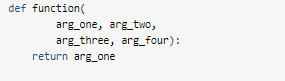 def function(
        arg_one, arg_two,
        arg_three, arg_four):
    return arg_one